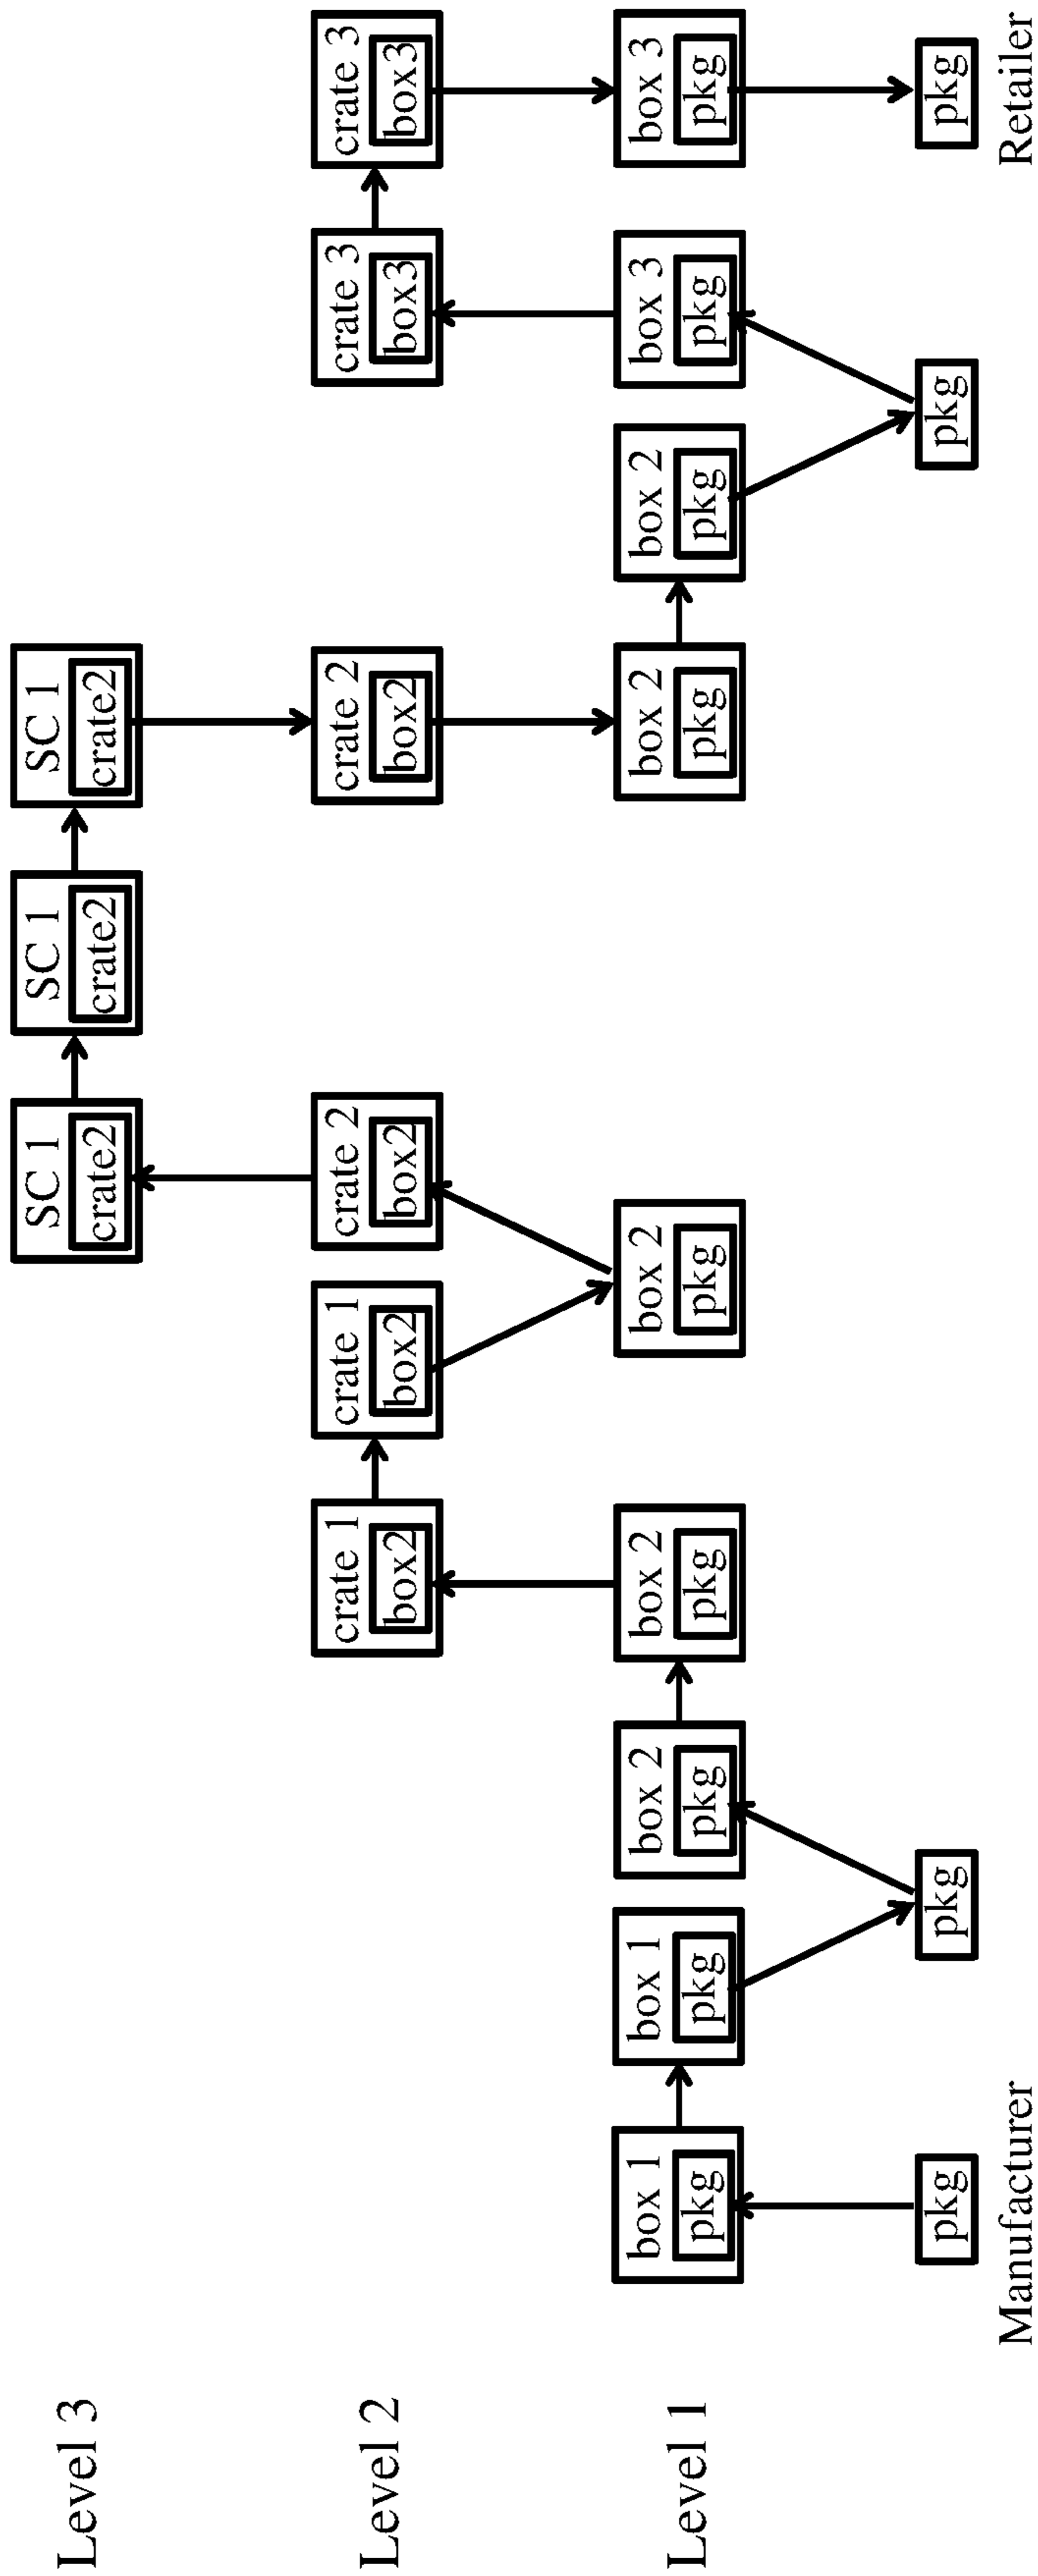 Level 3 SC 1 SC 1 SC 1
crate2 crate2 crate2
Level 2 crate 1 crate 1 crate 2 crate 2 crate 3 crate 3
box2 box2 box2 box2 box3 box3
Level 1 box 1 box 1 box 2 box 2 box 2 box 2 box 2 box 3 box 3
pkg pkg pkg pkg pkg pkg pkg pkg pkg
pkg pkg pkg pkg
Manufacturer Retailer